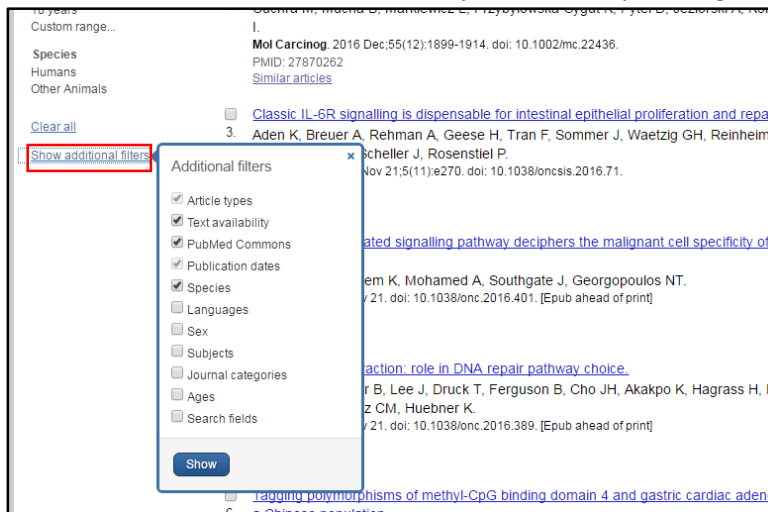 10 years
Custom range...
Species
Humans
Other Animals
Clear all
Show additional filters
I.
Mol Carcinog. 2016 Dec;55(12):1899-1914. doi: 10.1002/mc.22436.
PMID: 27870262
Similar articles
Classic IL-6R signalling is dispensable for intestinal epithelial proliferation and repa
3. Aden K, Breuer A, Rehman A, Geese H, Tran F, Sommer J, Waetzig GH, Reinheim
Scheller J, Rosenstiel P.
Nov 21;5(11):e270. doi: 10.1038/oncsis.2016.71.
Additional filters
×
Article types
Text availability
PubMed Commons
Publication dates
Species
Languages
Sex
Subjects
Journal categories
Ages
Search fields
Show
ated signalling pathway deciphers the malignant cell specificity of
em K, Mohamed A, Southgate J, Georgopoulos NT.
21. doi: 10.1038/onc.2016.401. [Epub ahead of print]
raction: role in DNA repair pathway choice.
r B, Lee J, Druck T, Ferguson B, Cho JH, Akakpo K, Hagrass H,
z CM, Huebner K.
21. doi: 10.1038/onc.2016.389. [Epub ahead of print]
Tagging polymorphisms of methyl-CpG binding domain 4 and gastric cardiac aden